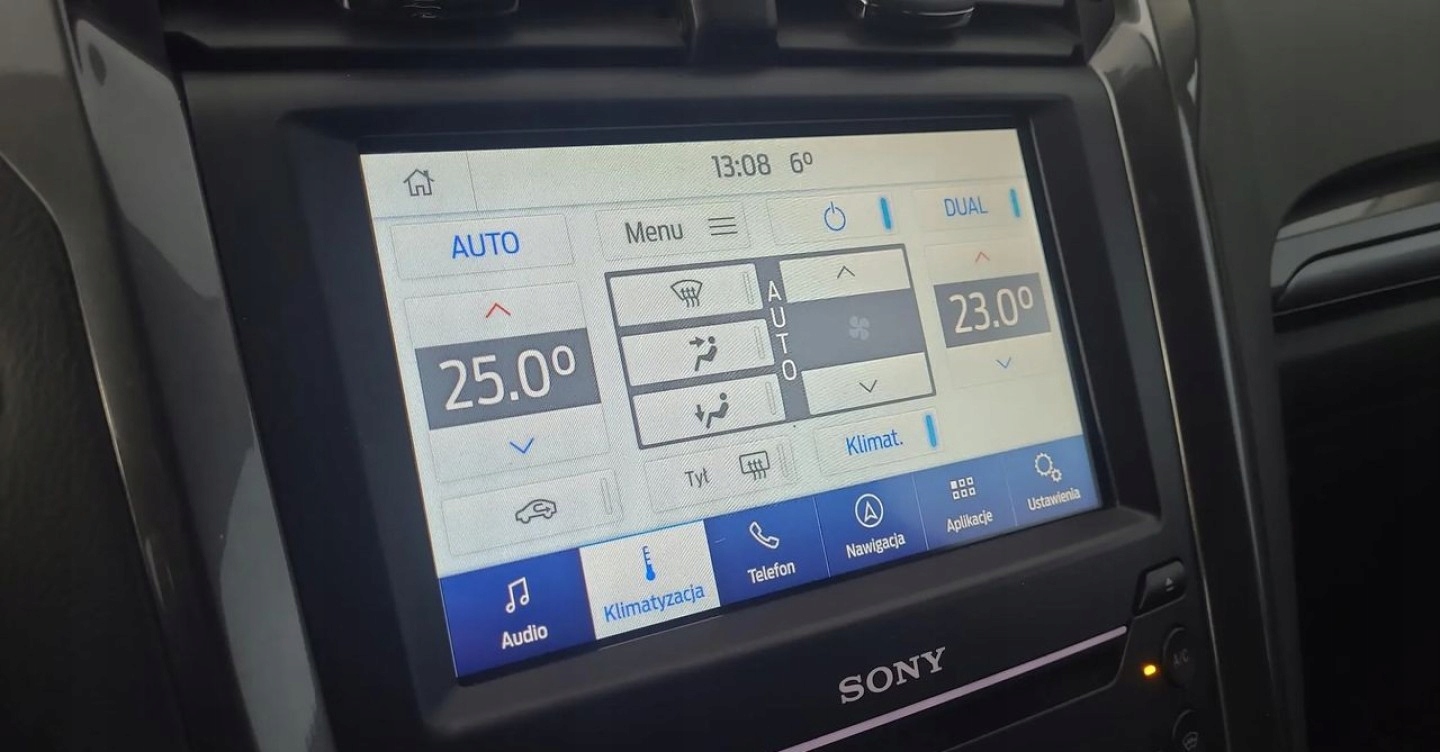 13:08 6°
AUTO
Menu
DUAL
25.0°
AUTO
23.0°
Tył
Klimat.
Audio
Klimatyzacja
Telefon
Nawigacja
Aplikacje
Ustawienia
SONY
A/C